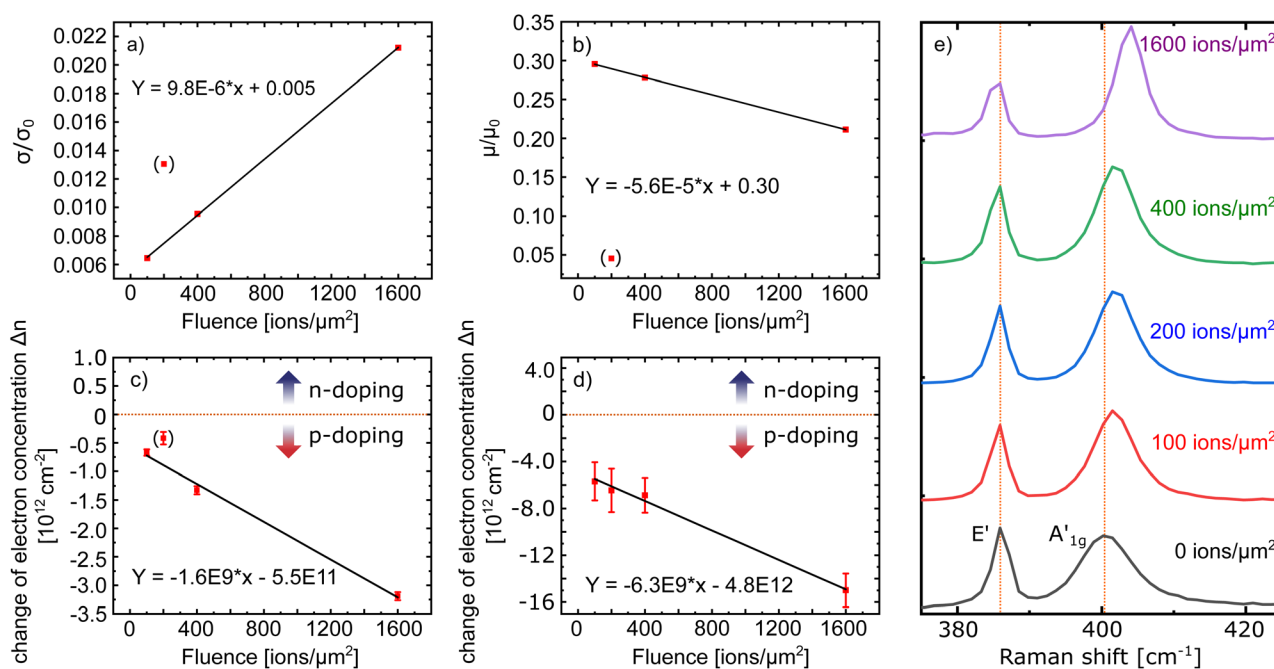 a)
Y = 9.8E-6*x + 0.005
( )
σ/σ₀
0.022
0.020
0.018
0.016
0.014
0.012
0.010
0.008
0.006
0 400 800 1200 1600
Fluence [ions/μm²]
b)
Y = -5.6E-5*x + 0.30
( )
μ/μ₀
0.35
0.30
0.25
0.20
0.15
0.10
0.05
0 400 800 1200 1600
Fluence [ions/μm²]
c)
n-doping
p-doping
( )
Y = -1.6E9*x - 5.5E11
change of electron concentration Δn
[10¹² cm⁻²]
1.0
0.5
0
-0.5
-1.0
-1.5
-2.0
-2.5
-3.0
-3.5
0 400 800 1200 1600
Fluence [ions/μm²]
d)
n-doping
p-doping
Y = -6.3E9*x - 4.8E12
change of electron concentration Δn
[10¹² cm⁻²]
4.0
0
-4.0
-8.0
-12
-16
0 400 800 1200 1600
Fluence [ions/μm²]
e)
1600 ions/μm²
400 ions/μm²
200 ions/μm²
100 ions/μm²
E' A'1g 0 ions/μm²
380 400 420
Raman shift [cm⁻¹]